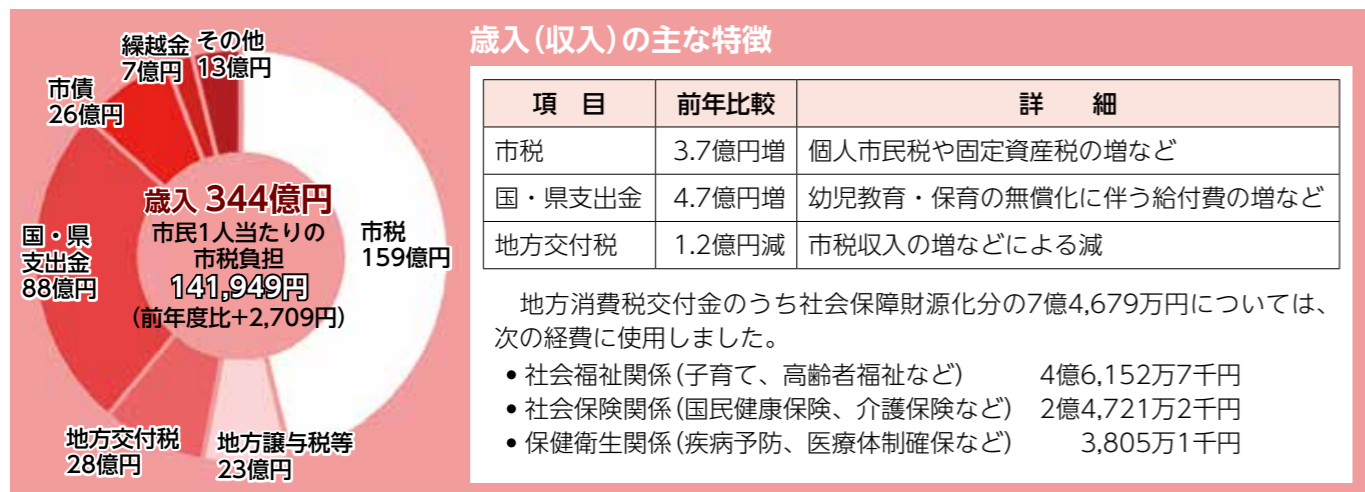 繰越金
7億円
その他
13億円
市債
26億円
国・県
支出金
88億円
地方交付税
28億円
地方譲与税等
23億円
市税
159億円
歳入 344億円
市民1人当たりの
市税負担
141,949円
(前年度比+2,709円)
歳入(収入)の主な特徴
項 目 前年比較 詳 細
市税 3.7億円増 個人市民税や固定資産税の増など
国・県支出金 4.7億円増 幼児教育・保育の無償化に伴う給付費の増など
地方交付税 1.2億円減 市税収入の増などによる減
地方消費税交付金のうち社会保障財源化分の7億4,679万円については、
次の経費に使用しました。
•社会福祉関係(子育て、高齢者福祉など) 4億6,152万7千円
•社会保険関係(国民健康保険、介護保険など) 2億4,721万2千円
•保健衛生関係(疾病予防、医療体制確保など) 3,805万1千円